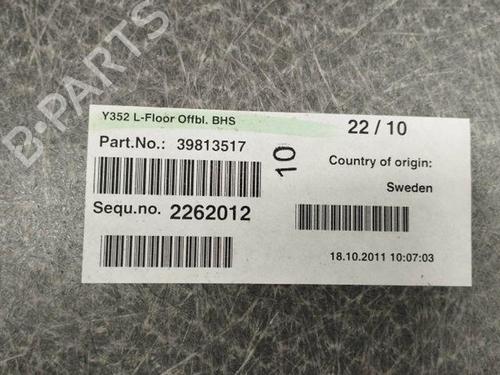 B-PARTS
Y352 L-Floor Offbl. BHS
22 / 10
Part.No.: 39813517
10
Country of origin:
Sweden
Sequ.no. 2262012
18.10.2011 10:07:03